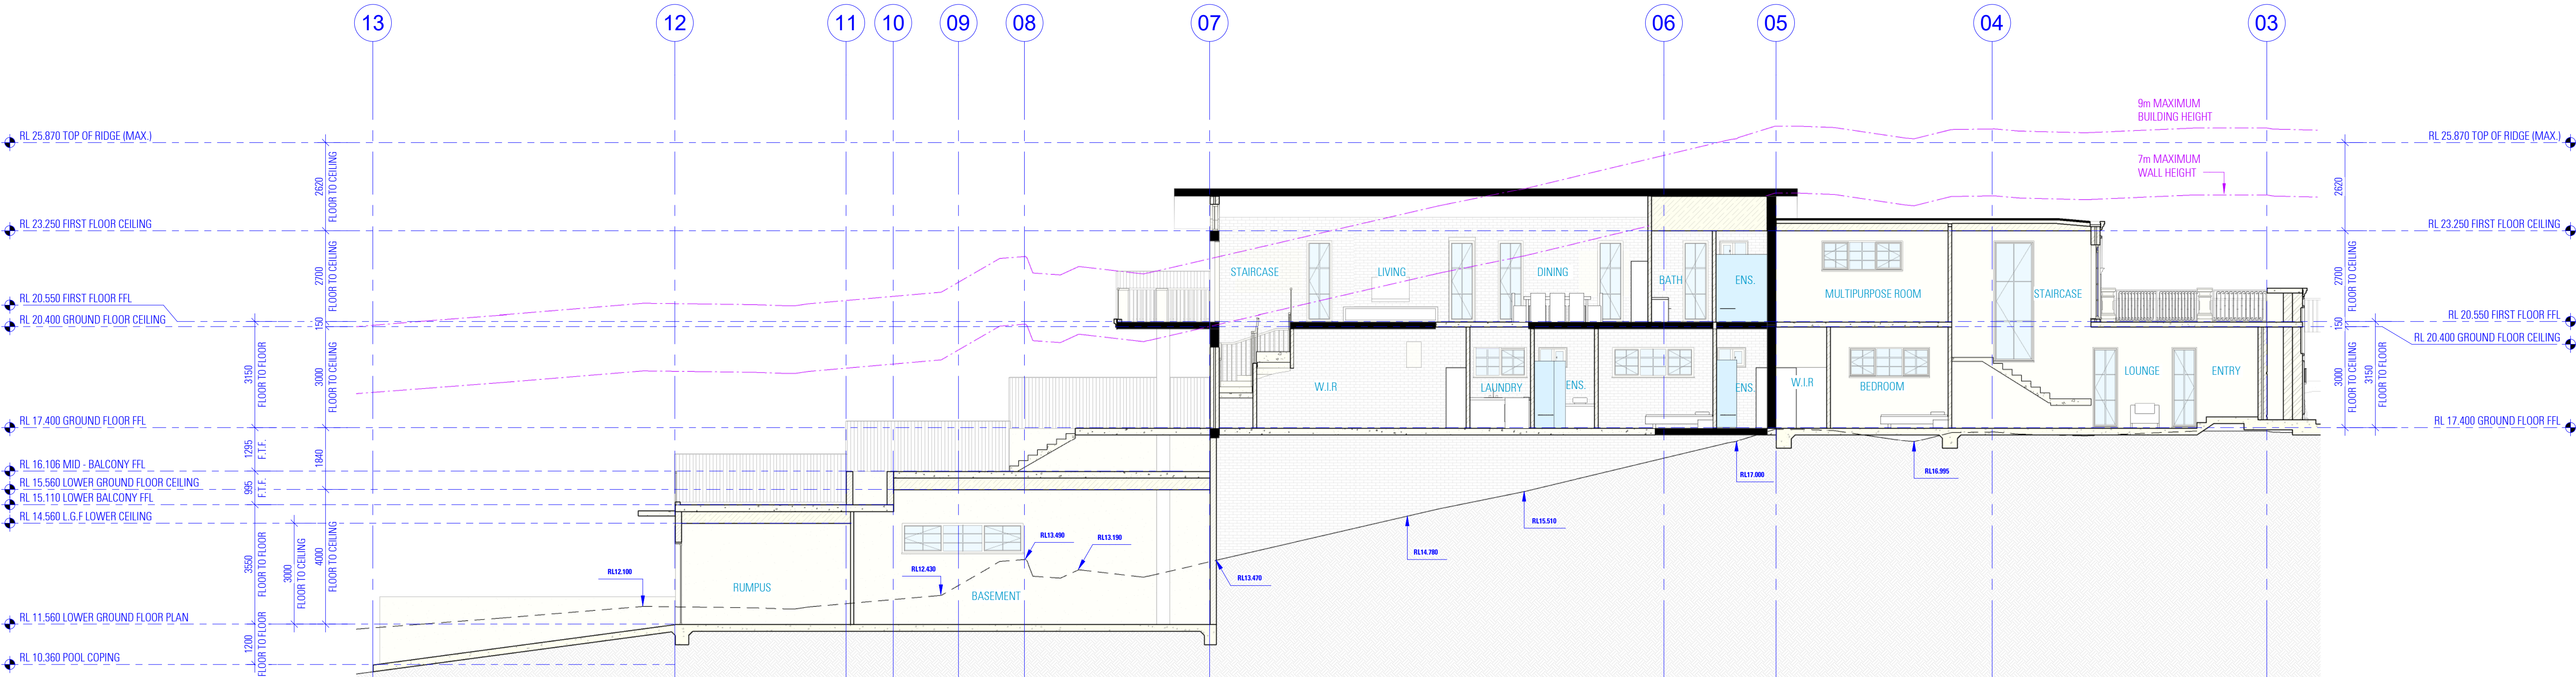 13
12
11
10
09
08
07
06
05
04
03
9m MAXIMUM
BUILDING HEIGHT
RL 25.870 TOP OF RIDGE (MAX.)
RL 25.870 TOP OF RIDGE (MAX.)
7m MAXIMUM
WALL HEIGHT
2620
FLOOR TO CEILING
2620
RL 23.250 FIRST FLOOR CEILING
RL 23.250 FIRST FLOOR CEILING
2700
FLOOR TO CEILING
2700
FLOOR TO CEILING
STAIRCASE
LIVING
DINING
BATH
ENS.
MULTIPURPOSE ROOM
STAIRCASE
RL 20.550 FIRST FLOOR FFL
RL 20.550 FIRST FLOOR FFL
RL 20.400 GROUND FLOOR CEILING
RL 20.400 GROUND FLOOR CEILING
150
150
3150
FLOOR TO FLOOR
3000
FLOOR TO CEILING
3000
FLOOR TO CEILING
3150
FLOOR TO FLOOR
W.I.R
LAUNDRY
ENS.
ENS.
W.I.R
BEDROOM
LOUNGE
ENTRY
RL 17.400 GROUND FLOOR FFL
RL 17.400 GROUND FLOOR FFL
1295
F.T.F.
1840
RL 16.106 MID - BALCONY FFL
995
F.T.F.
RL 15.560 LOWER GROUND FLOOR CEILING
RL 15.110 LOWER BALCONY FFL
RL 14.560 L.G.F LOWER CEILING
RL17.000
RL16.995
RL15.510
RL14.780
RL13.490
RL13.190
RL13.470
RL12.430
RL12.100
3550
FLOOR TO FLOOR
3000
FLOOR TO CEILING
4000
FLOOR TO CEILING
RUMPUS
BASEMENT
RL 11.560 LOWER GROUND FLOOR PLAN
1200
FLOOR TO FLOOR
RL 10.360 POOL COPING